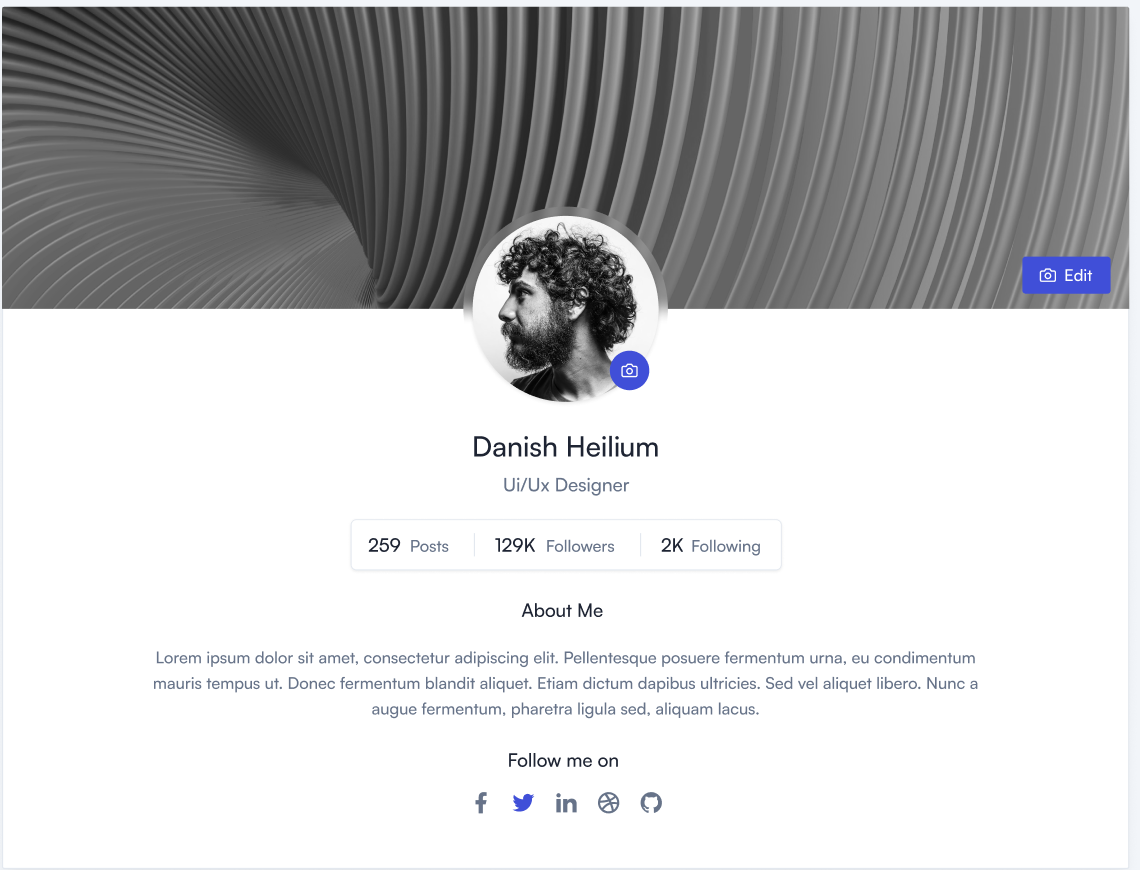 Edit
Danish Heilium
Ui/Ux Designer
259 Posts 129K Followers 2K Following
About Me
Lorem ipsum dolor sit amet, consectetur adipiscing elit. Pellentesque posuere fermentum urna, eu condimentum
mauris tempus ut. Donec fermentum blandit aliquet. Etiam dictum dapibus ultricies. Sed vel aliquet libero. Nunc a
augue fermentum, pharetra ligula sed, aliquam lacus.
Follow me on
in